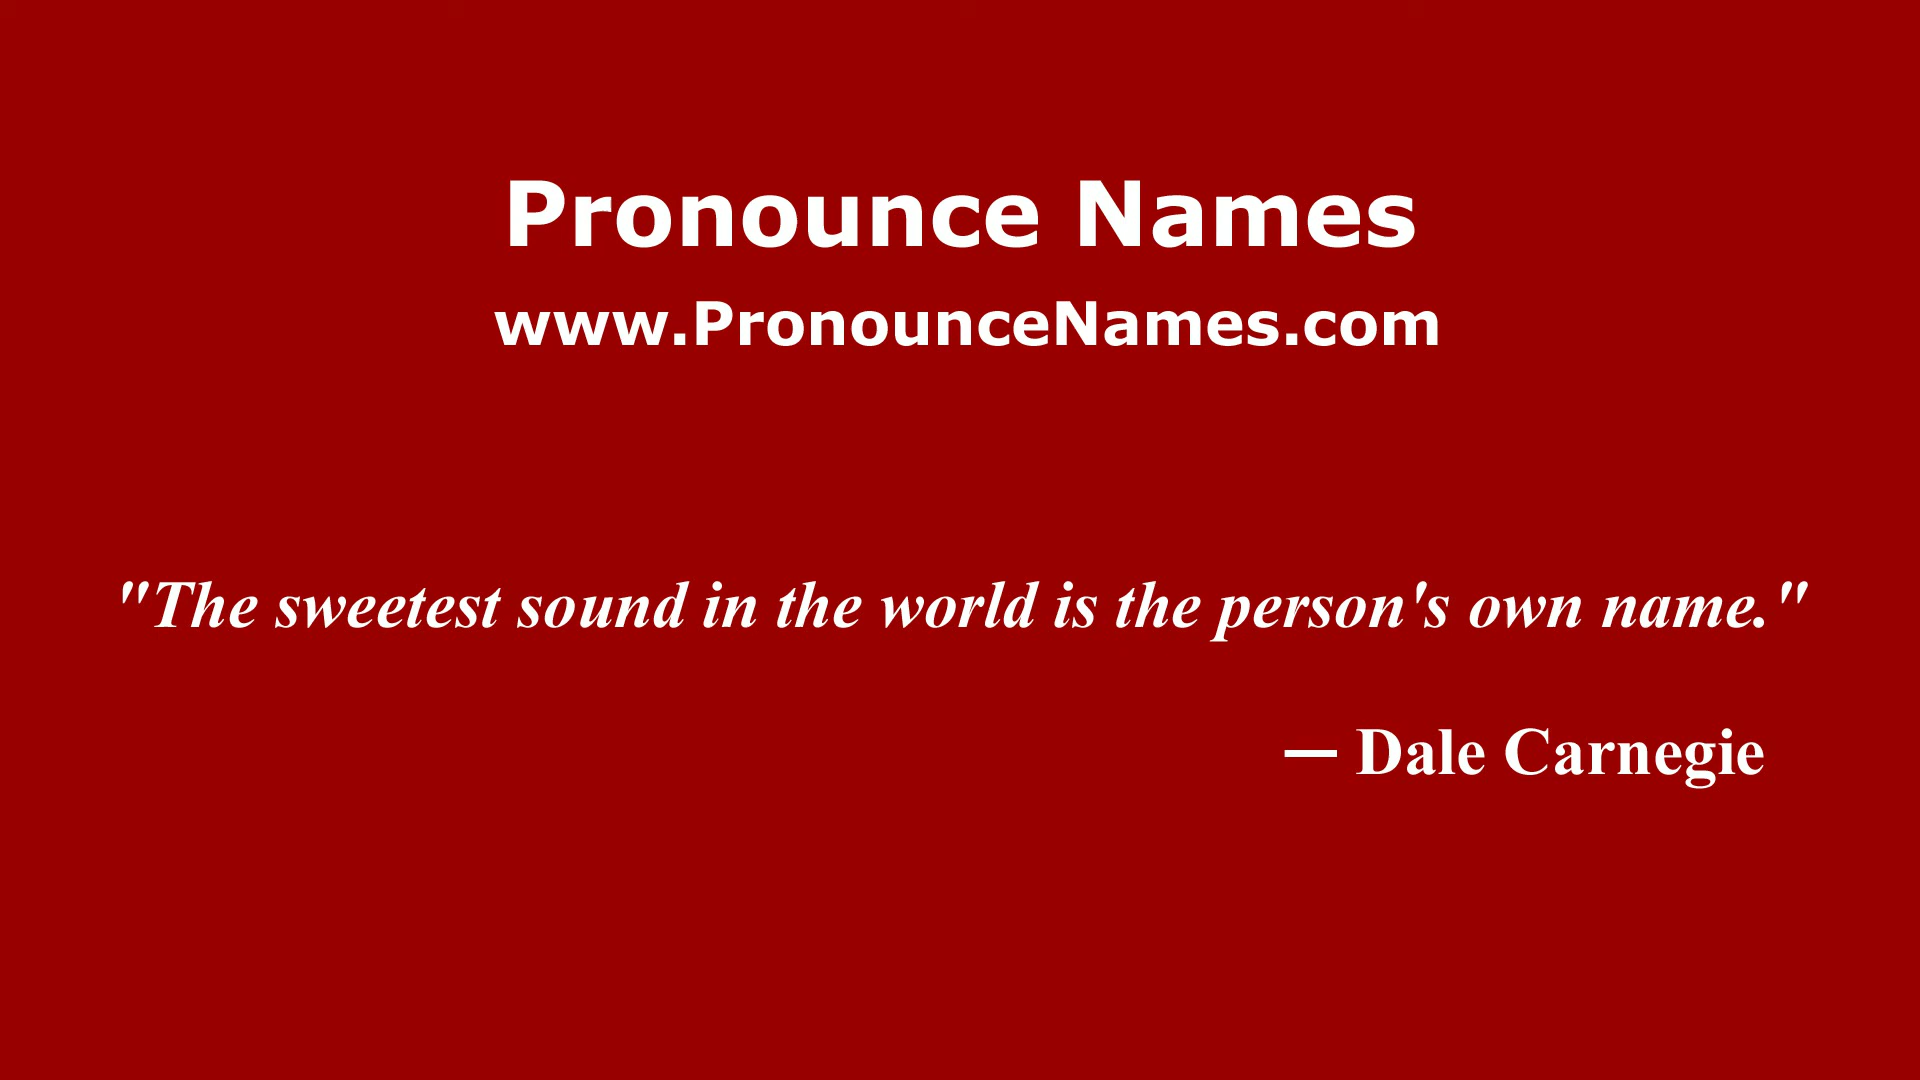 Pronounce Names
www.PronounceNames.com
"The sweetest sound in the world is the person's own name."
— Dale Carnegie